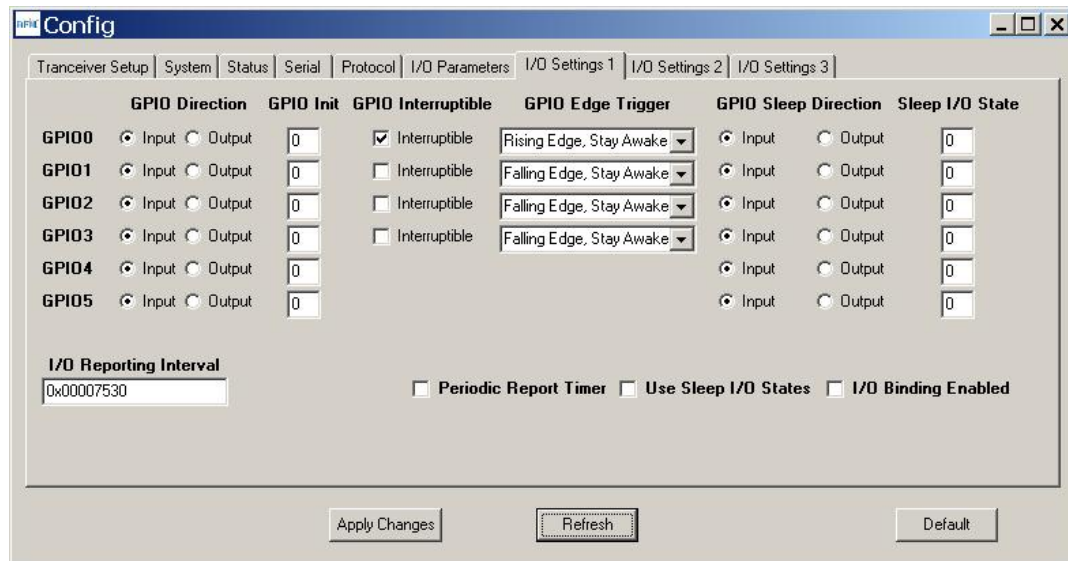 RFM Config
Tranceiver Setup System Status Serial Protocol I/O Parameters I/O Settings 1 I/O Settings 2 I/O Settings 3
GPIO Direction GPIO Init GPIO Interruptible GPIO Edge Trigger GPIO Sleep Direction Sleep I/O State
GPIO0 Input Output 0 Interruptible Rising Edge, Stay Awake Input Output 0
GPIO1 Input Output 0 Interruptible Falling Edge, Stay Awake Input Output 0
GPIO2 Input Output 0 Interruptible Falling Edge, Stay Awake Input Output 0
GPIO3 Input Output 0 Interruptible Falling Edge, Stay Awake Input Output 0
GPIO4 Input Output 0 Input Output 0
GPIO5 Input Output 0 Input Output 0
I/O Reporting Interval
0x00007530 Periodic Report Timer Use Sleep I/O States I/O Binding Enabled
Apply Changes Refresh Default